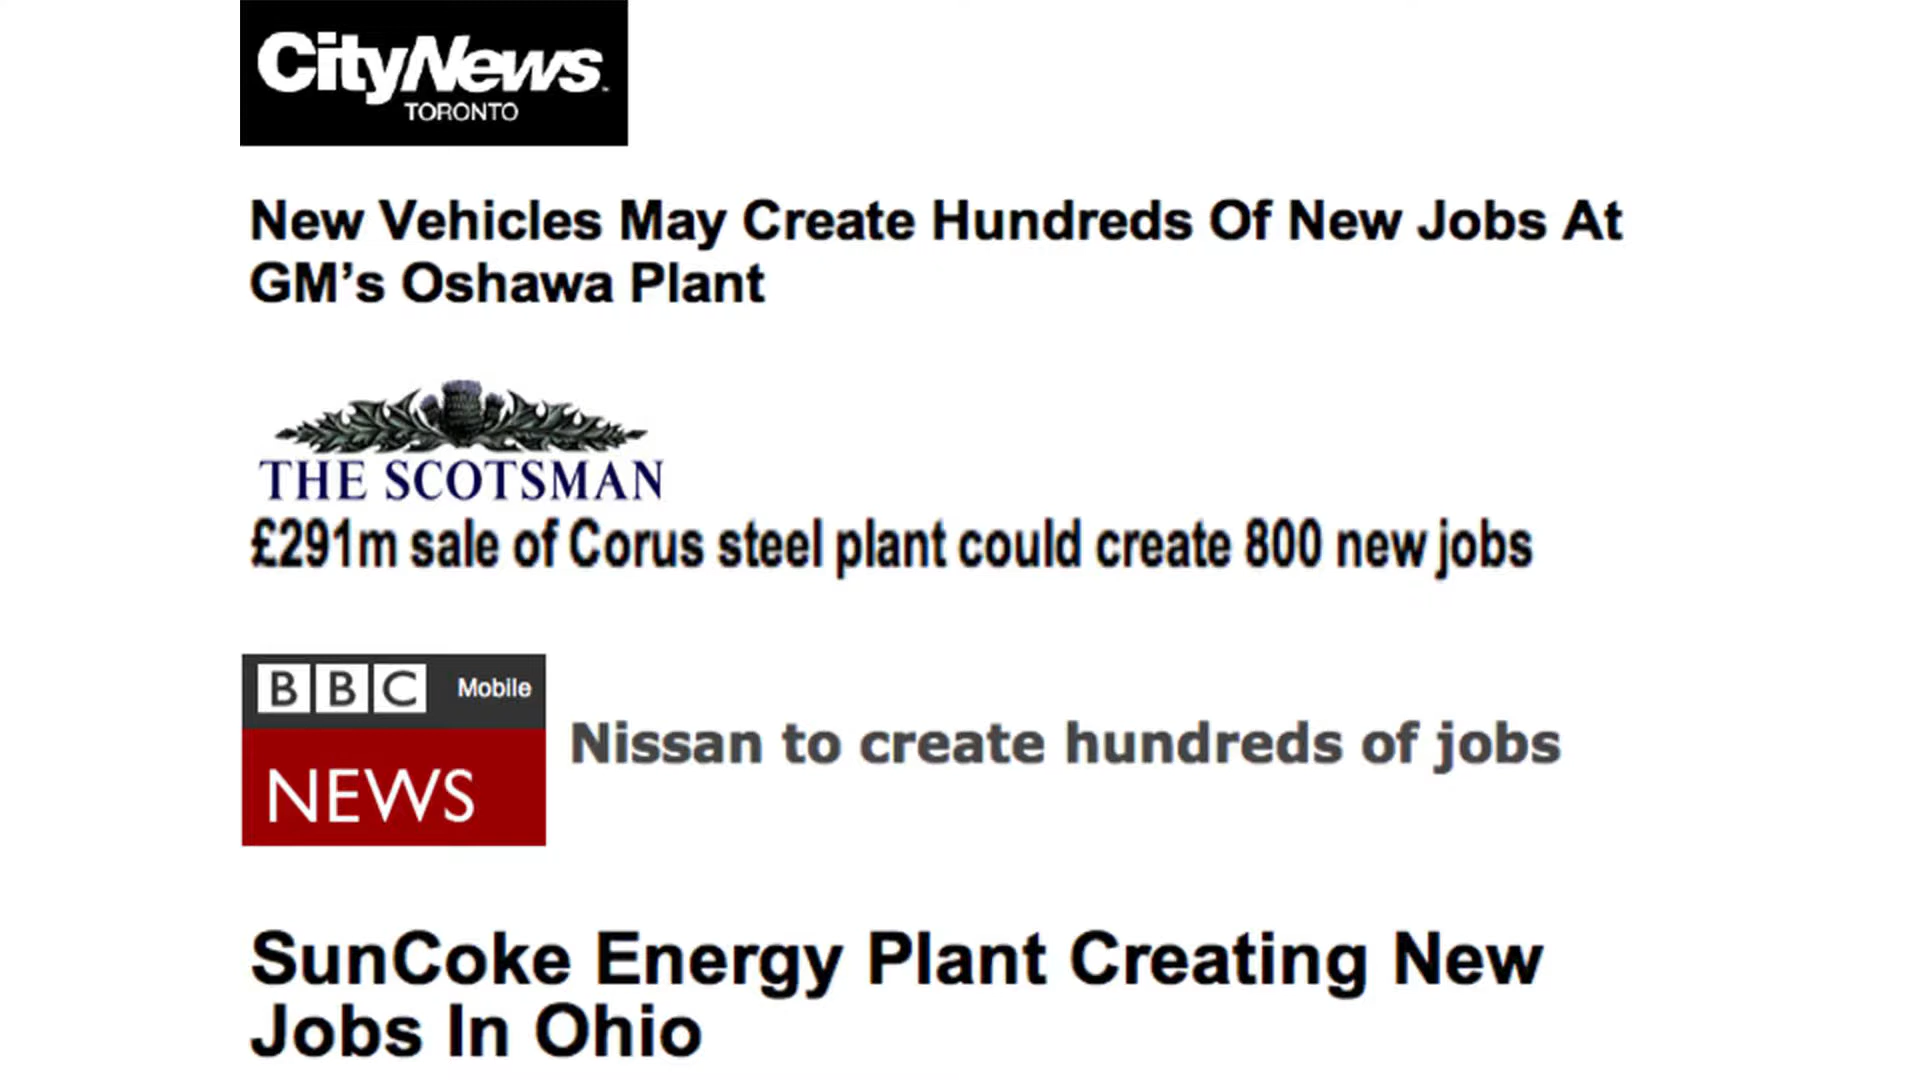 CityNews
TORONTO
New Vehicles May Create Hundreds Of New Jobs At
GM’s Oshawa Plant
THE SCOTSMAN
£291m sale of Corus steel plant could create 800 new jobs
BBC Mobile
NEWS
Nissan to create hundreds of jobs
SunCoke Energy Plant Creating New
Jobs In Ohio